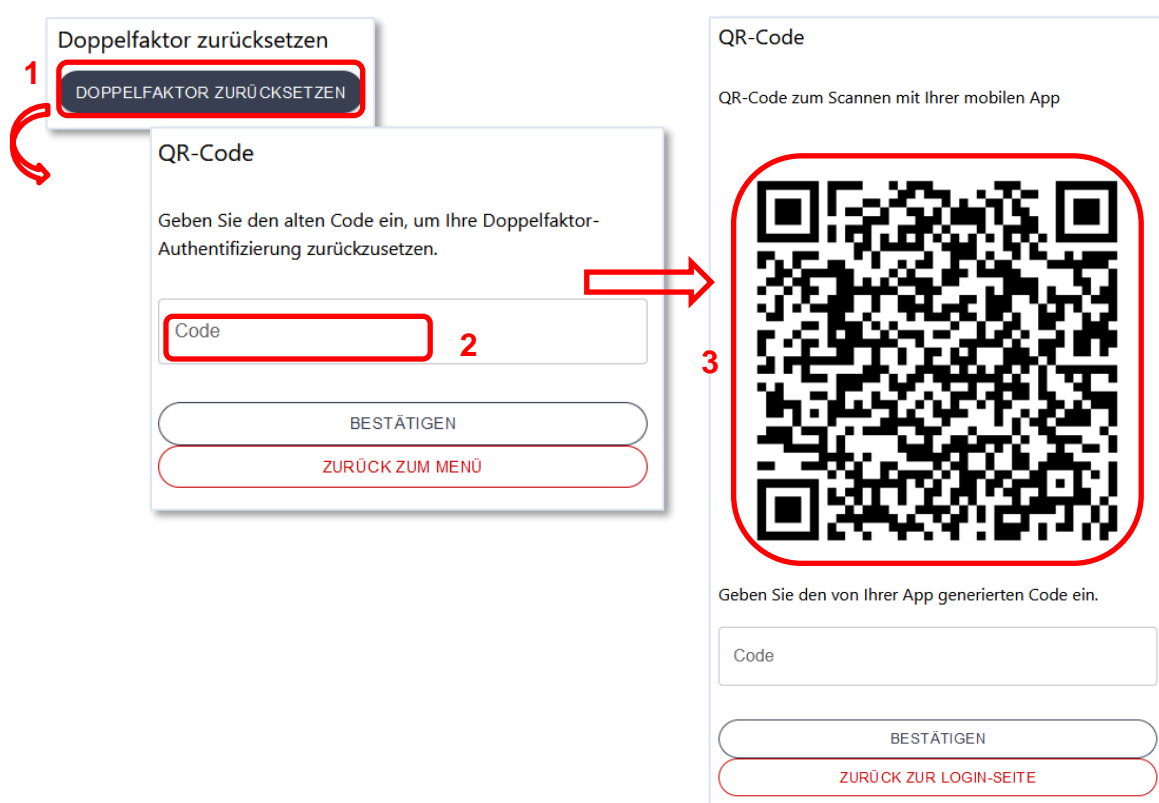 Doppelfaktor zurücksetzen
1
DOPPELFAKTOR ZURÜCKSETZEN
QR-Code
Geben Sie den alten Code ein, um Ihre Doppelfaktor-
Authentifizierung zurückzusetzen.
Code
2
BESTÄTIGEN
ZURÜCK ZUM MENÜ
QR-Code
QR-Code zum Scannen mit Ihrer mobilen App
3
Geben Sie den von Ihrer App generierten Code ein.
Code
BESTÄTIGEN
ZURÜCK ZUR LOGIN-SEITE